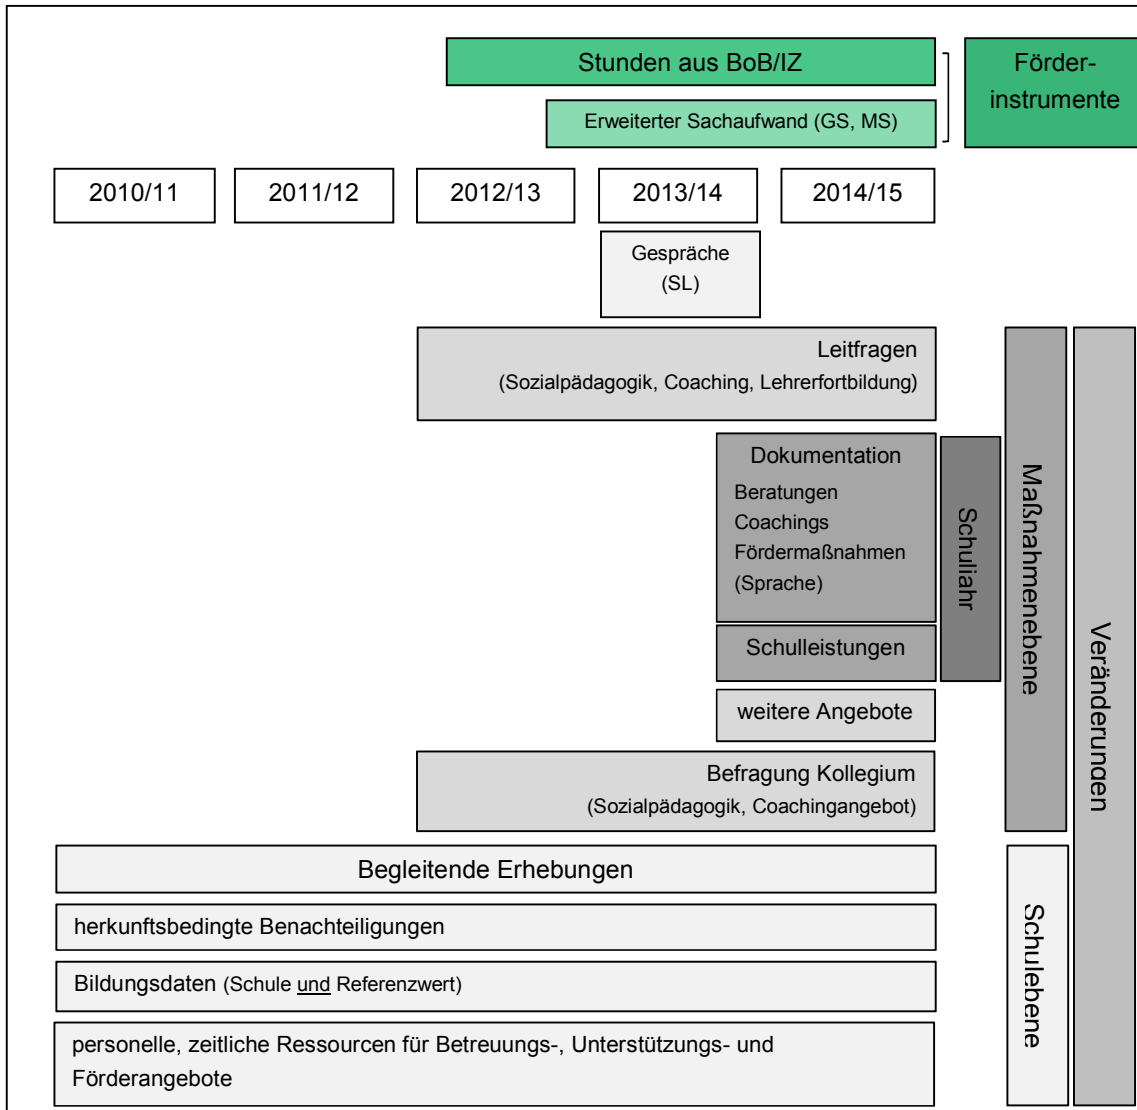 Stunden aus BoB/IZ
Förder-
instrumente
Erweiterter Sachaufwand (GS, MS)
2010/11
2011/12
2012/13
2013/14
2014/15
Gespräche
(SL)
Leitfragen
(Sozialpädagogik, Coaching, Lehrerfortbildung)
Dokumentation
Beratungen
Coachings
Fördermaßnahmen
(Sprache)
Schulleistungen
Schuljahr
weitere Angebote
Befragung Kollegium
(Sozialpädagogik, Coachingangebot)
Maßnahmenebene
Veränderungen
Begleitende Erhebungen
herkunftsbedingte Benachteiligungen
Bildungsdaten (Schule und Referenzwert)
personelle, zeitliche Ressourcen für Betreuungs-, Unterstützungs- und
Förderangebote
Schulebene